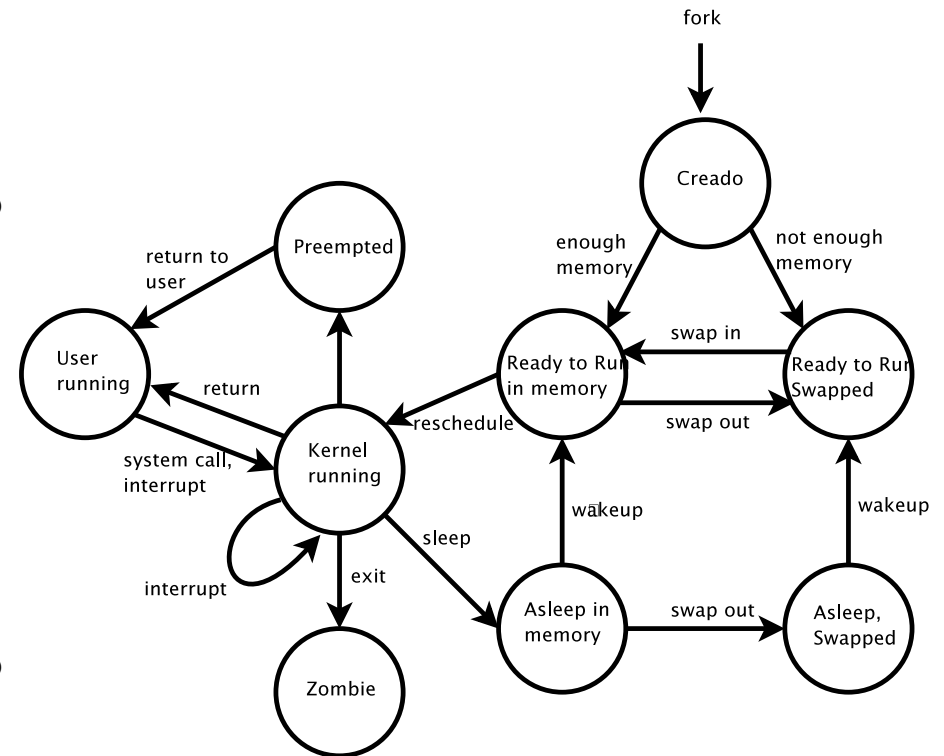 fork
Creado
Preempted
enough
memory
not enough
memory
return to
user
User
running
return
Ready to Run
in memory
swap in
Ready to Run
Swapped
swap out
reschedule
system call,
interrupt
Kernel
running
wakeup
wakeup
sleep
interrupt
exit
Asleep in
memory
swap out
Asleep,
Swapped
Zombie